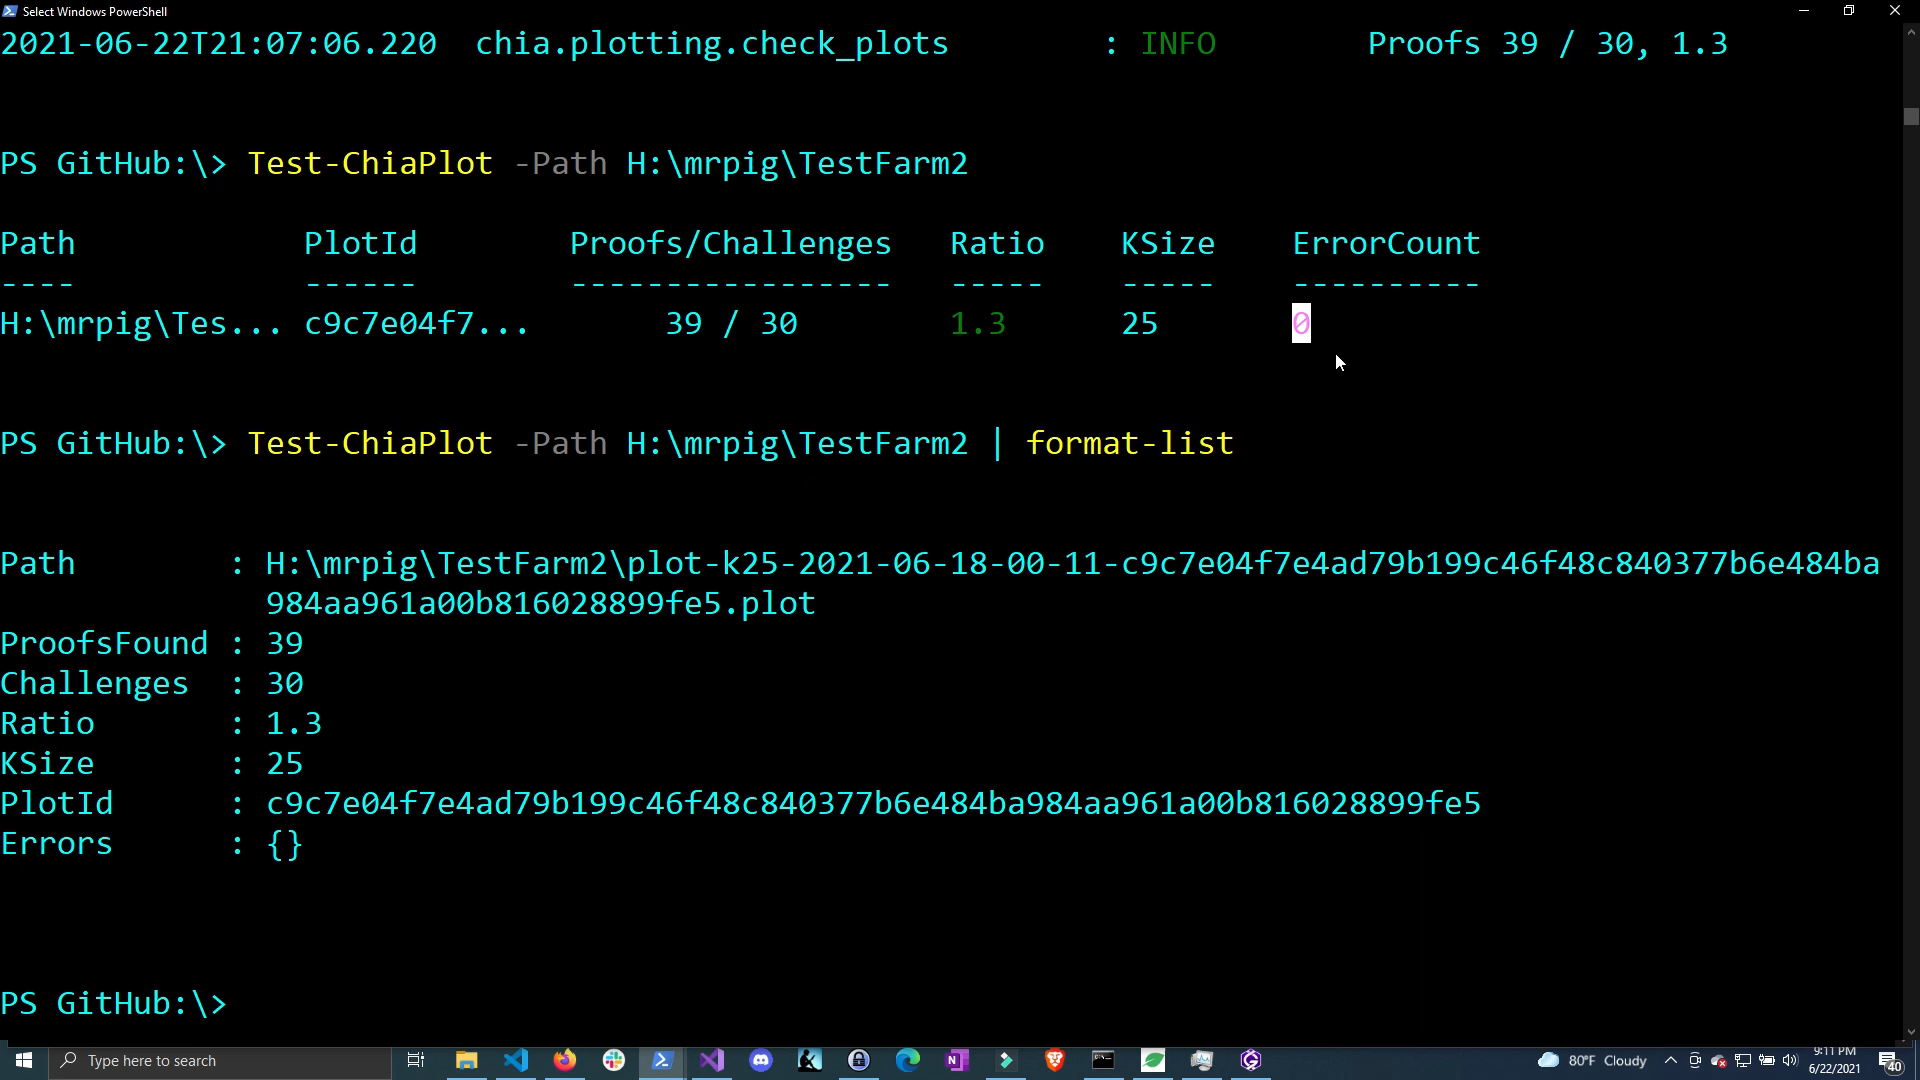 Select Windows PowerShell
2021-06-22T21:07:06.220  chia.plotting.check_plots         : INFO        Proofs 39 / 30, 1.3
PS GitHub:\> Test-ChiaPlot -Path H:\mrpig\TestFarm2
Path            PlotId        Proofs/Challenges   Ratio    KSize    ErrorCount
----            ------        -----------------   -----    -----    ----------
H:\mrpig\Tes... c9c7e04f7...       39 / 30        1.3      25       0
PS GitHub:\> Test-ChiaPlot -Path H:\mrpig\TestFarm2 | format-list
Path        : H:\mrpig\TestFarm2\plot-k25-2021-06-18-00-11-c9c7e04f7e4ad79b199c46f48c840377b6e484ba
984aa961a00b816028899fe5.plot
ProofsFound : 39
Challenges  : 30
Ratio       : 1.3
KSize       : 25
PlotId      : c9c7e04f7e4ad79b199c46f48c840377b6e484ba984aa961a00b816028899fe5
Errors      : {}
PS GitHub:\>
Type here to search
80°F Cloudy
9:11 PM
6/22/2021
40